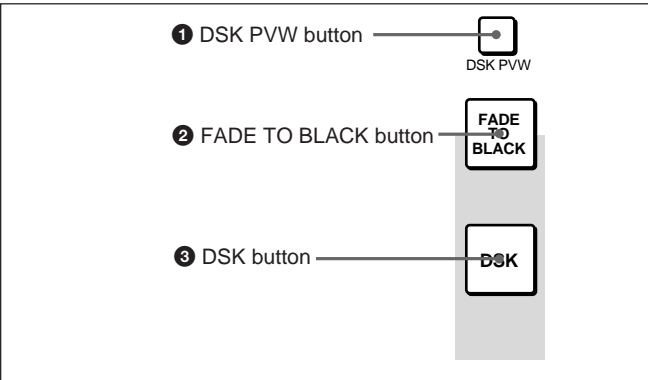 ❶ DSK PVW button
DSK PVW
❷ FADE TO BLACK button
FADE
TO
BLACK
❸ DSK button
DSK